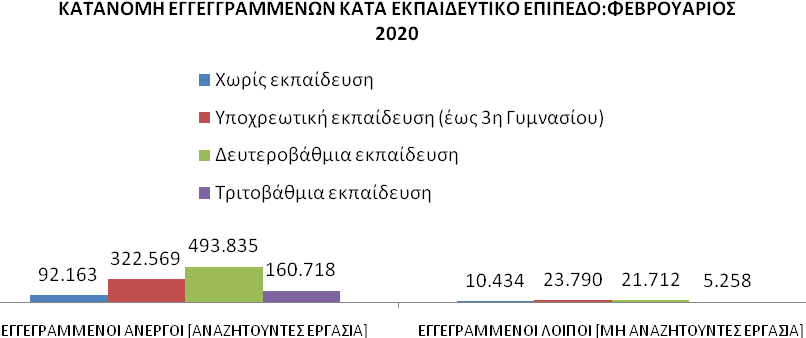 ΚΑΤΑΝΟΜΗ ΕΓΓΕΓΓΡΑΜΜΕΝΩΝ ΚΑΤΑ ΕΚΠΑΙΔΕΥΤΙΚΟ ΕΠΙΠΕΔΟ:ΦΕΒΡΟΥΑΡΙΟΣ
2020
Χωρίς εκπαίδευση
Υποχρεωτική εκπαίδευση (έως 3η Γυμνασίου)
Δευτεροβάθμια εκπαίδευση
Τριτοβάθμια εκπαίδευση
92.163 322.569 493.835 160.718 10.434 23.790 21.712 5.258
ΕΓΓΕΓΡΑΜΜΕΝΟΙ ΑΝΕΡΓΟΙ [ΑΝΑΖΗΤΟΥΝΤΕΣ ΕΡΓΑΣΙΑ] ΕΓΓΕΓΡΑΜΜΕΝΟΙ ΛΟΙΠΟΙ [ΜΗ ΑΝΑΖΗΤΟΥΝΤΕΣ ΕΡΓΑΣΙΑ]